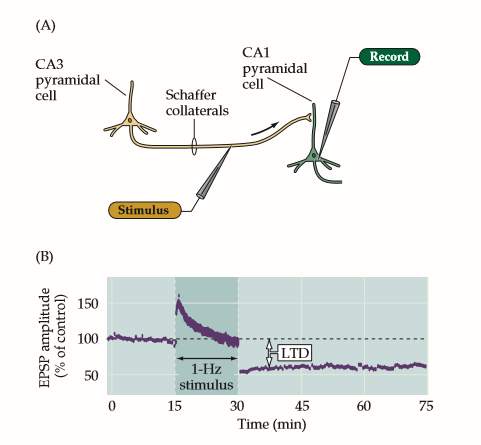 (A)
CA3
pyramidal
cell
Schaffer
collaterals
CA1
pyramidal
cell
Record
Stimulus
(B)
EPSP amplitude
(% of control)
150
100
50
LTD
1-Hz
stimulus
0 15 30 45 60 75
Time (min)